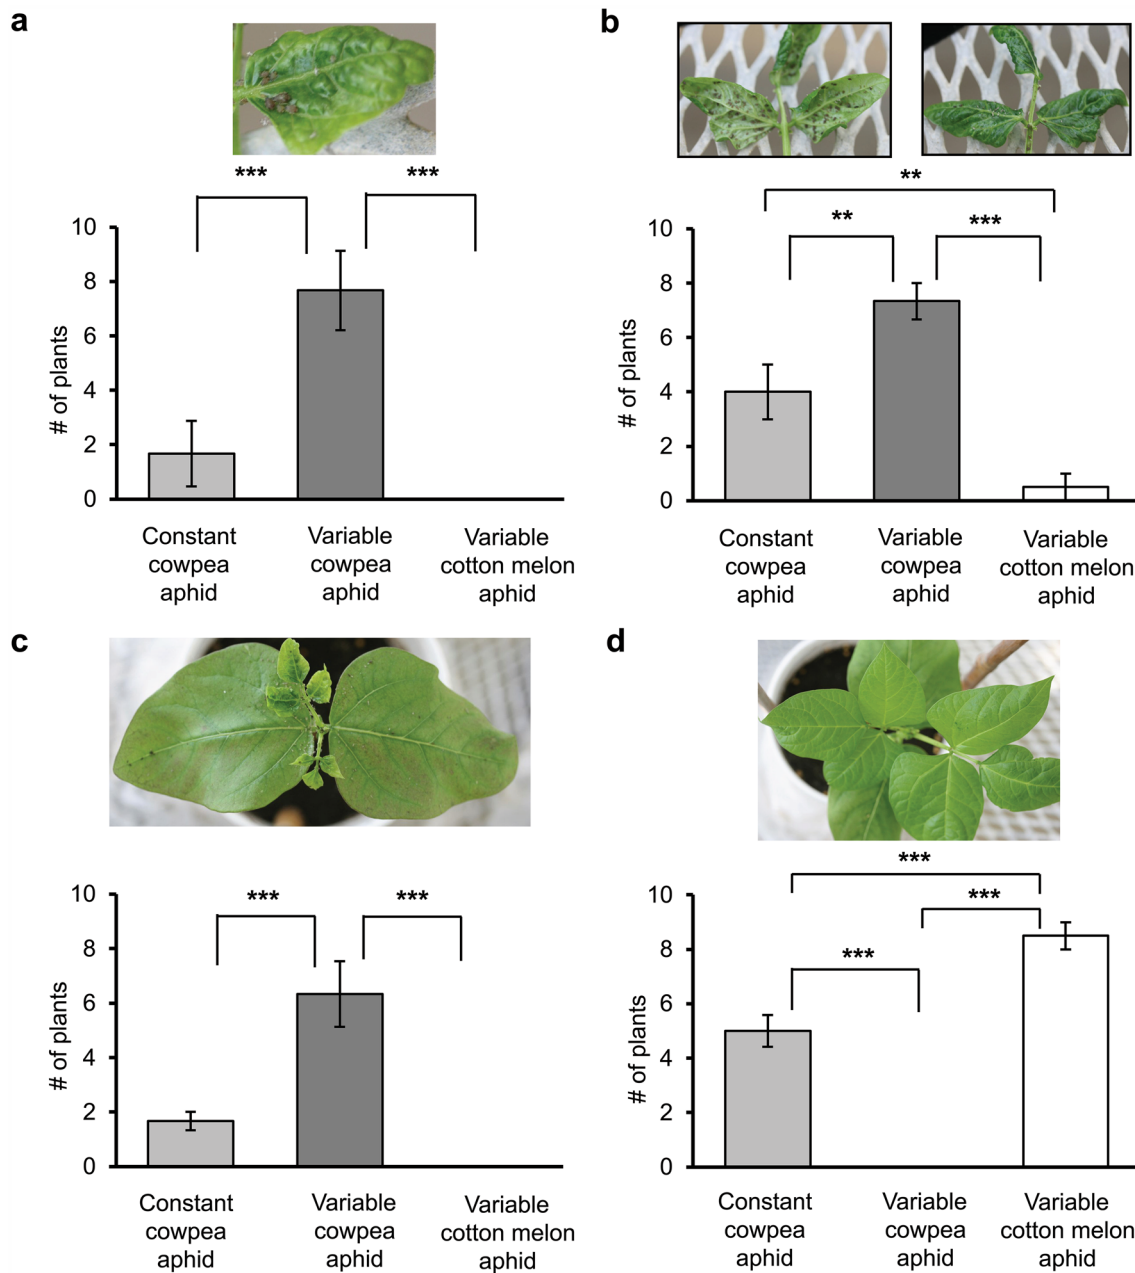 a
***
***
10
8
6
4
2
0
# of plants
Constant
cowpea
aphid
Variable
cowpea
aphid
Variable
cotton melon
aphid
b
**
**
***
10
8
6
4
2
0
# of plants
Constant
cowpea
aphid
Variable
cowpea
aphid
Variable
cotton melon
aphid
c
***
***
10
8
6
4
2
0
# of plants
Constant
cowpea
aphid
Variable
cowpea
aphid
Variable
cotton melon
aphid
d
***
***
***
10
8
6
4
2
0
# of plants
Constant
cowpea
aphid
Variable
cowpea
aphid
Variable
cotton melon
aphid